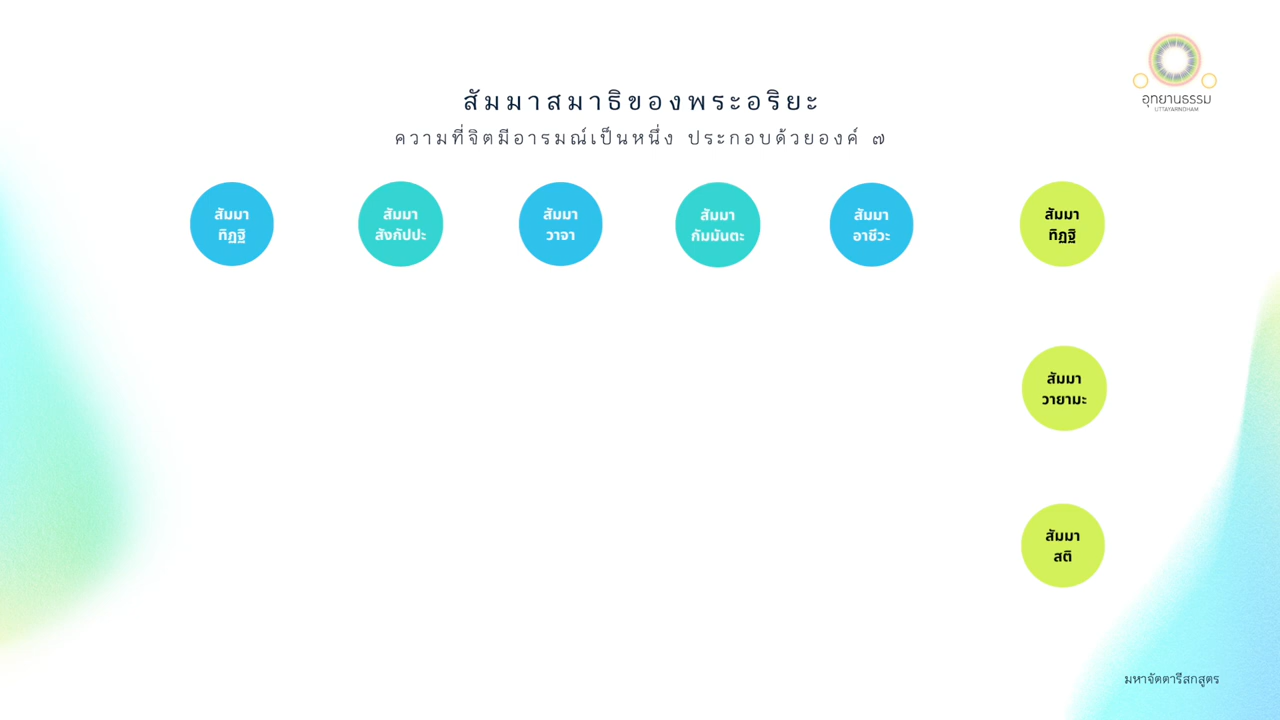 อุทยานธรรม
UTTAYARNDHAM
สัมมาสมาธิของพระอริยะ
ความที่จิตมีอารมณ์เป็นหนึ่ง ประกอบด้วยองค์ ๗
สัมมา
ทิฏฐิ
สัมมา
สังกัปปะ
สัมมา
วาจา
สัมมา
กัมมันตะ
สัมมา
อาชีวะ
สัมมา
ทิฏฐิ
สัมมา
วายามะ
สัมมา
สติ
มหาจัตตารีสกสูตร